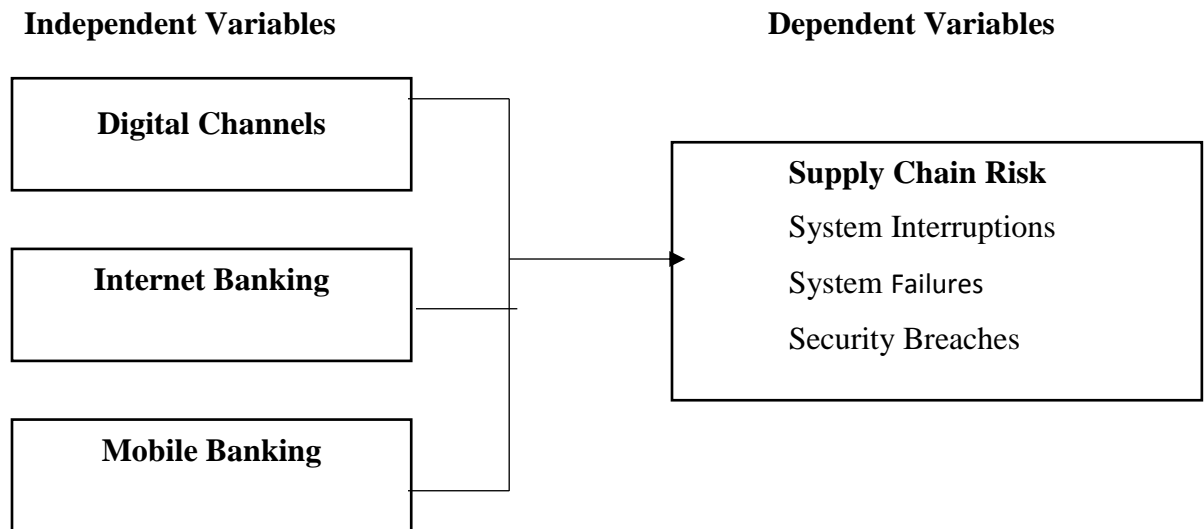 Independent Variables
Dependent Variables
Digital Channels
Internet Banking
Mobile Banking
Supply Chain Risk
System Interruptions
System Failures
Security Breaches